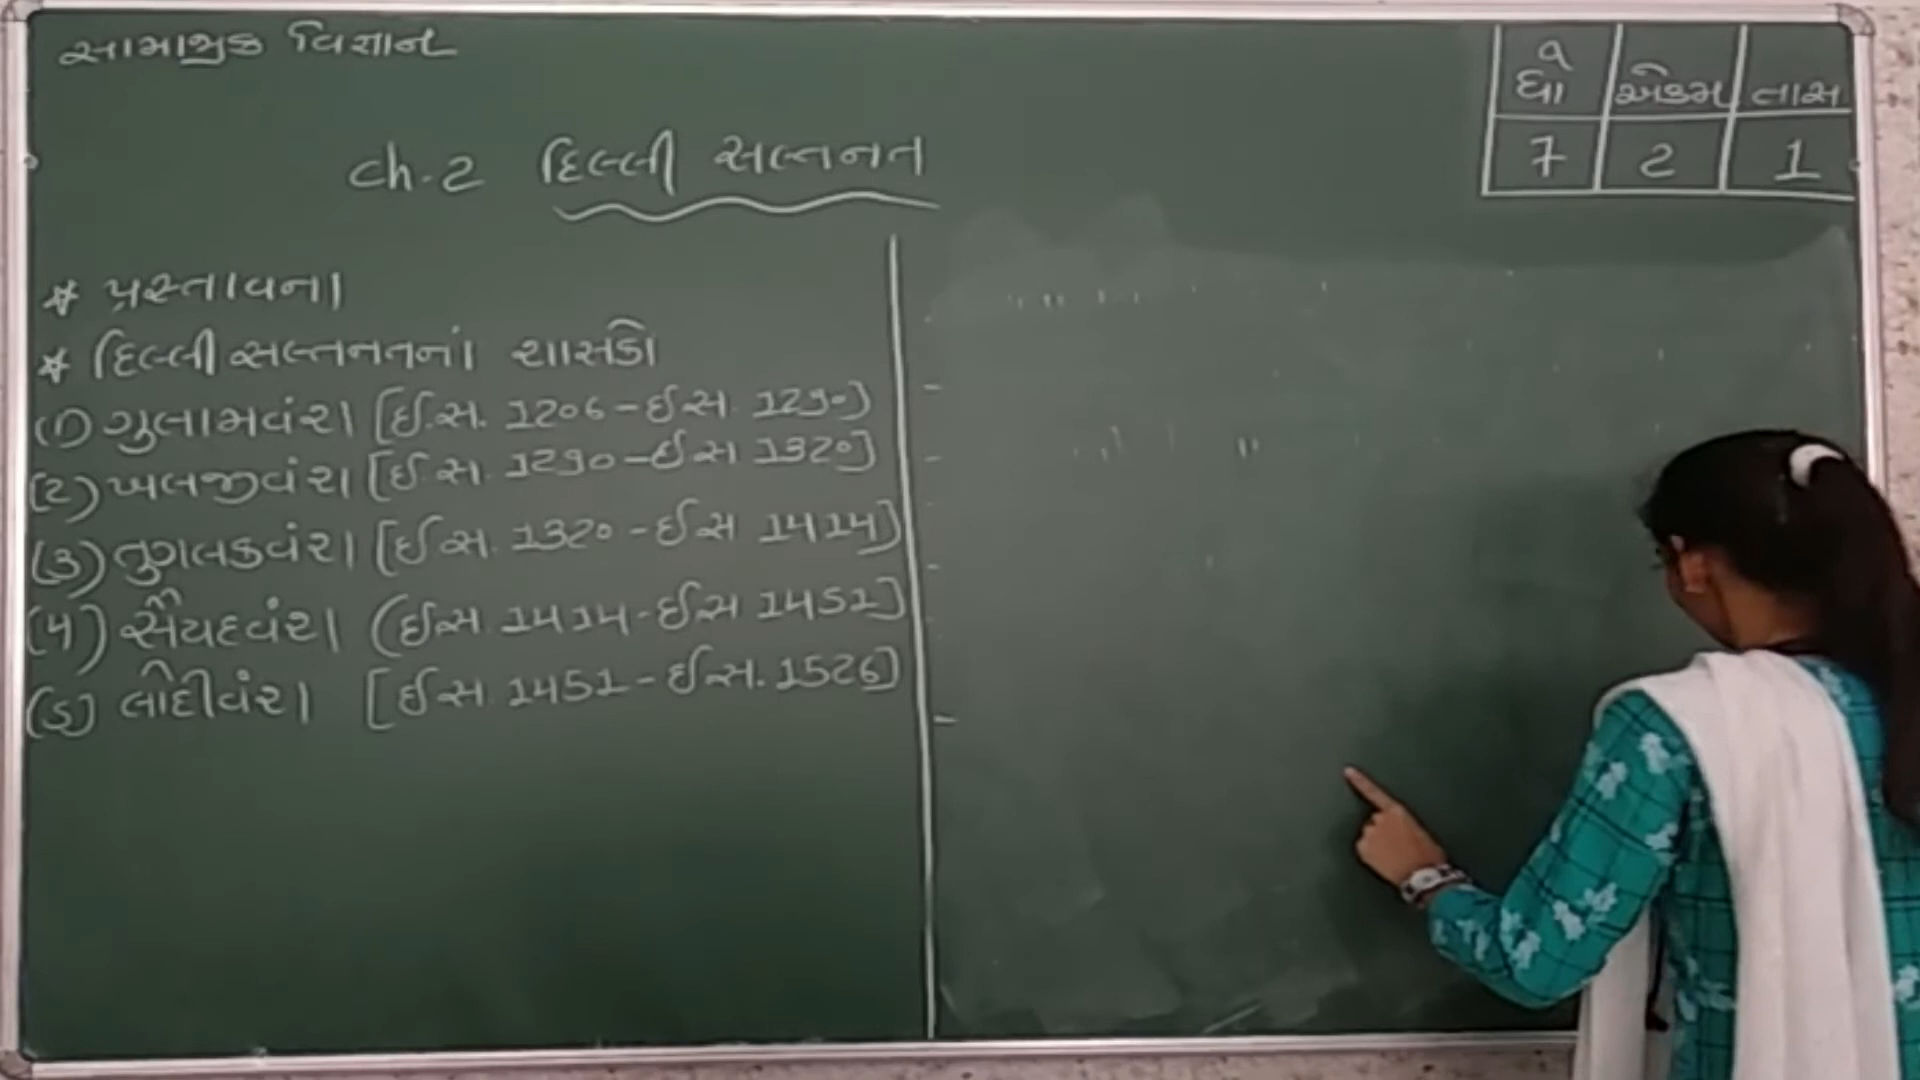 સામાજીક વિજ્ઞાન
ધો એકમ તાસ
7 2 1
ch.2 દિલ્લી સલ્તનત
* પ્રસ્તાવના
* દિલ્લી સલ્તનતનાં શાસકો
(1) ગુલામવંશ [ઈ.સ. 1206-ઈ.સ. 1290]
(2) ખલજીવંશ [ઈ.સ. 1290-ઈ.સ 1320]
(3) તુગલકવંશ [ઈ.સ. 1320-ઈ.સ 1414]
(4) સૈયદવંશ (ઈ.સ. 1414-ઈ.સ 1451]
(5) લોદીવંશ [ઈ.સ. 1451-ઈ.સ. 1526]